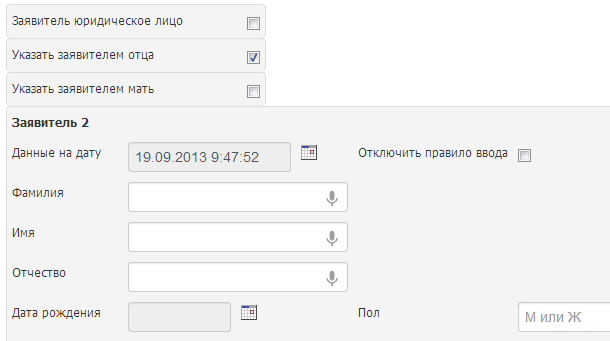 Заявитель юридическое лицо
Указать заявителем отца
Указать заявителем мать
Заявитель 2
Данные на дату 19.09.2013 9:47:52 Отключить правило ввода
Фамилия
Имя
Отчество
Дата рождения Пол М или Ж